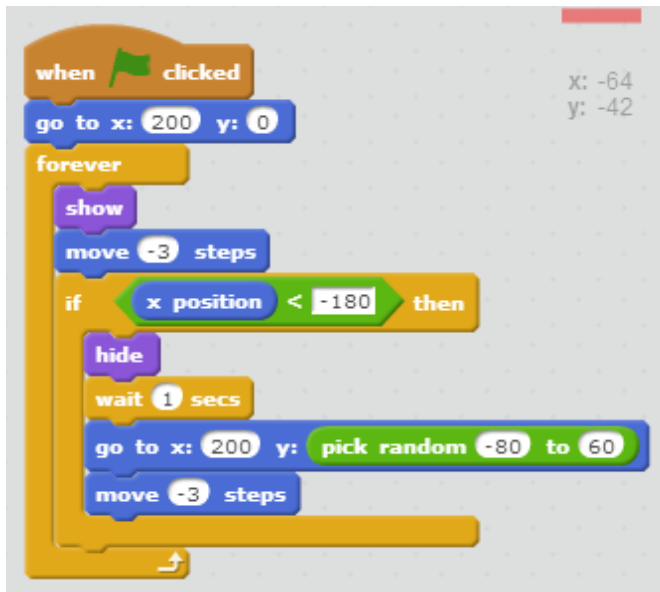 when clicked
x: -64
go to x: 200 y: 0
y: -42
forever
show
move -3 steps
if x position < -180 then
hide
wait 1 secs
go to x: 200 y: pick random -80 to 60
move -3 steps